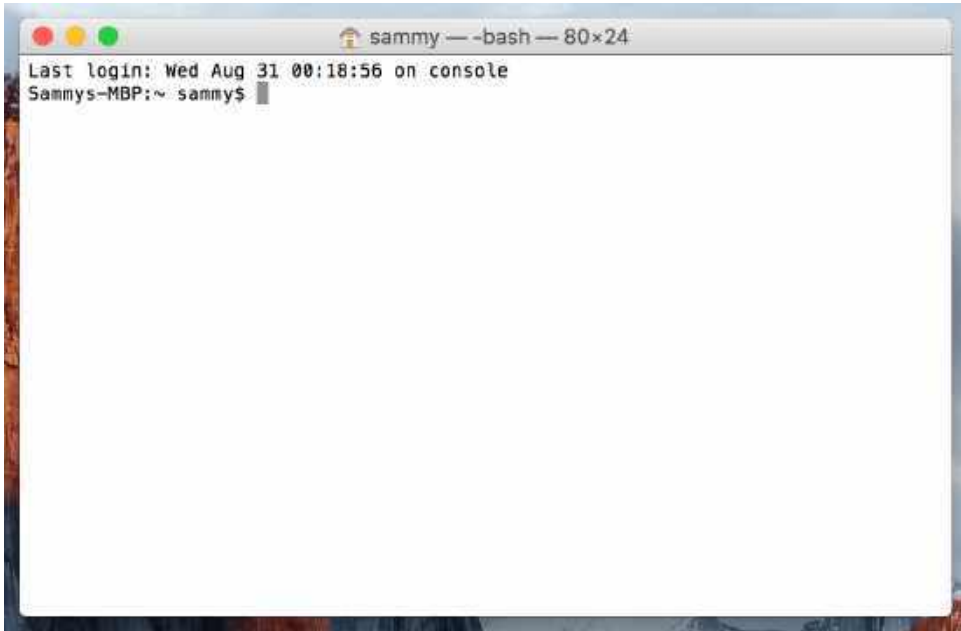 sammy — -bash — 80×24
Last login: Wed Aug 31 00:18:56 on console
Sammys-MBP:~ sammy$